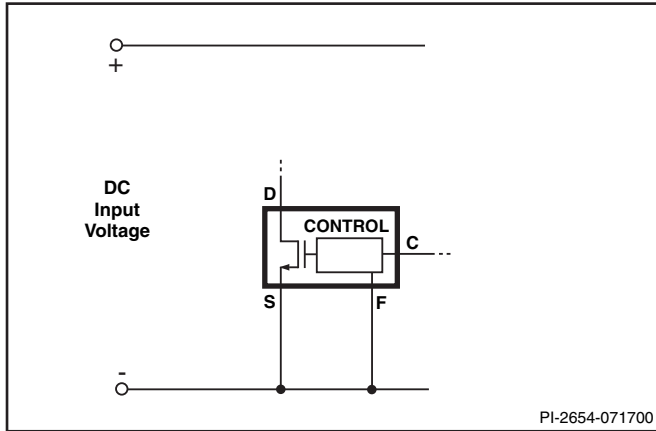 +
DC
Input
Voltage
D
CONTROL
C
S
F
-
PI-2654-071700